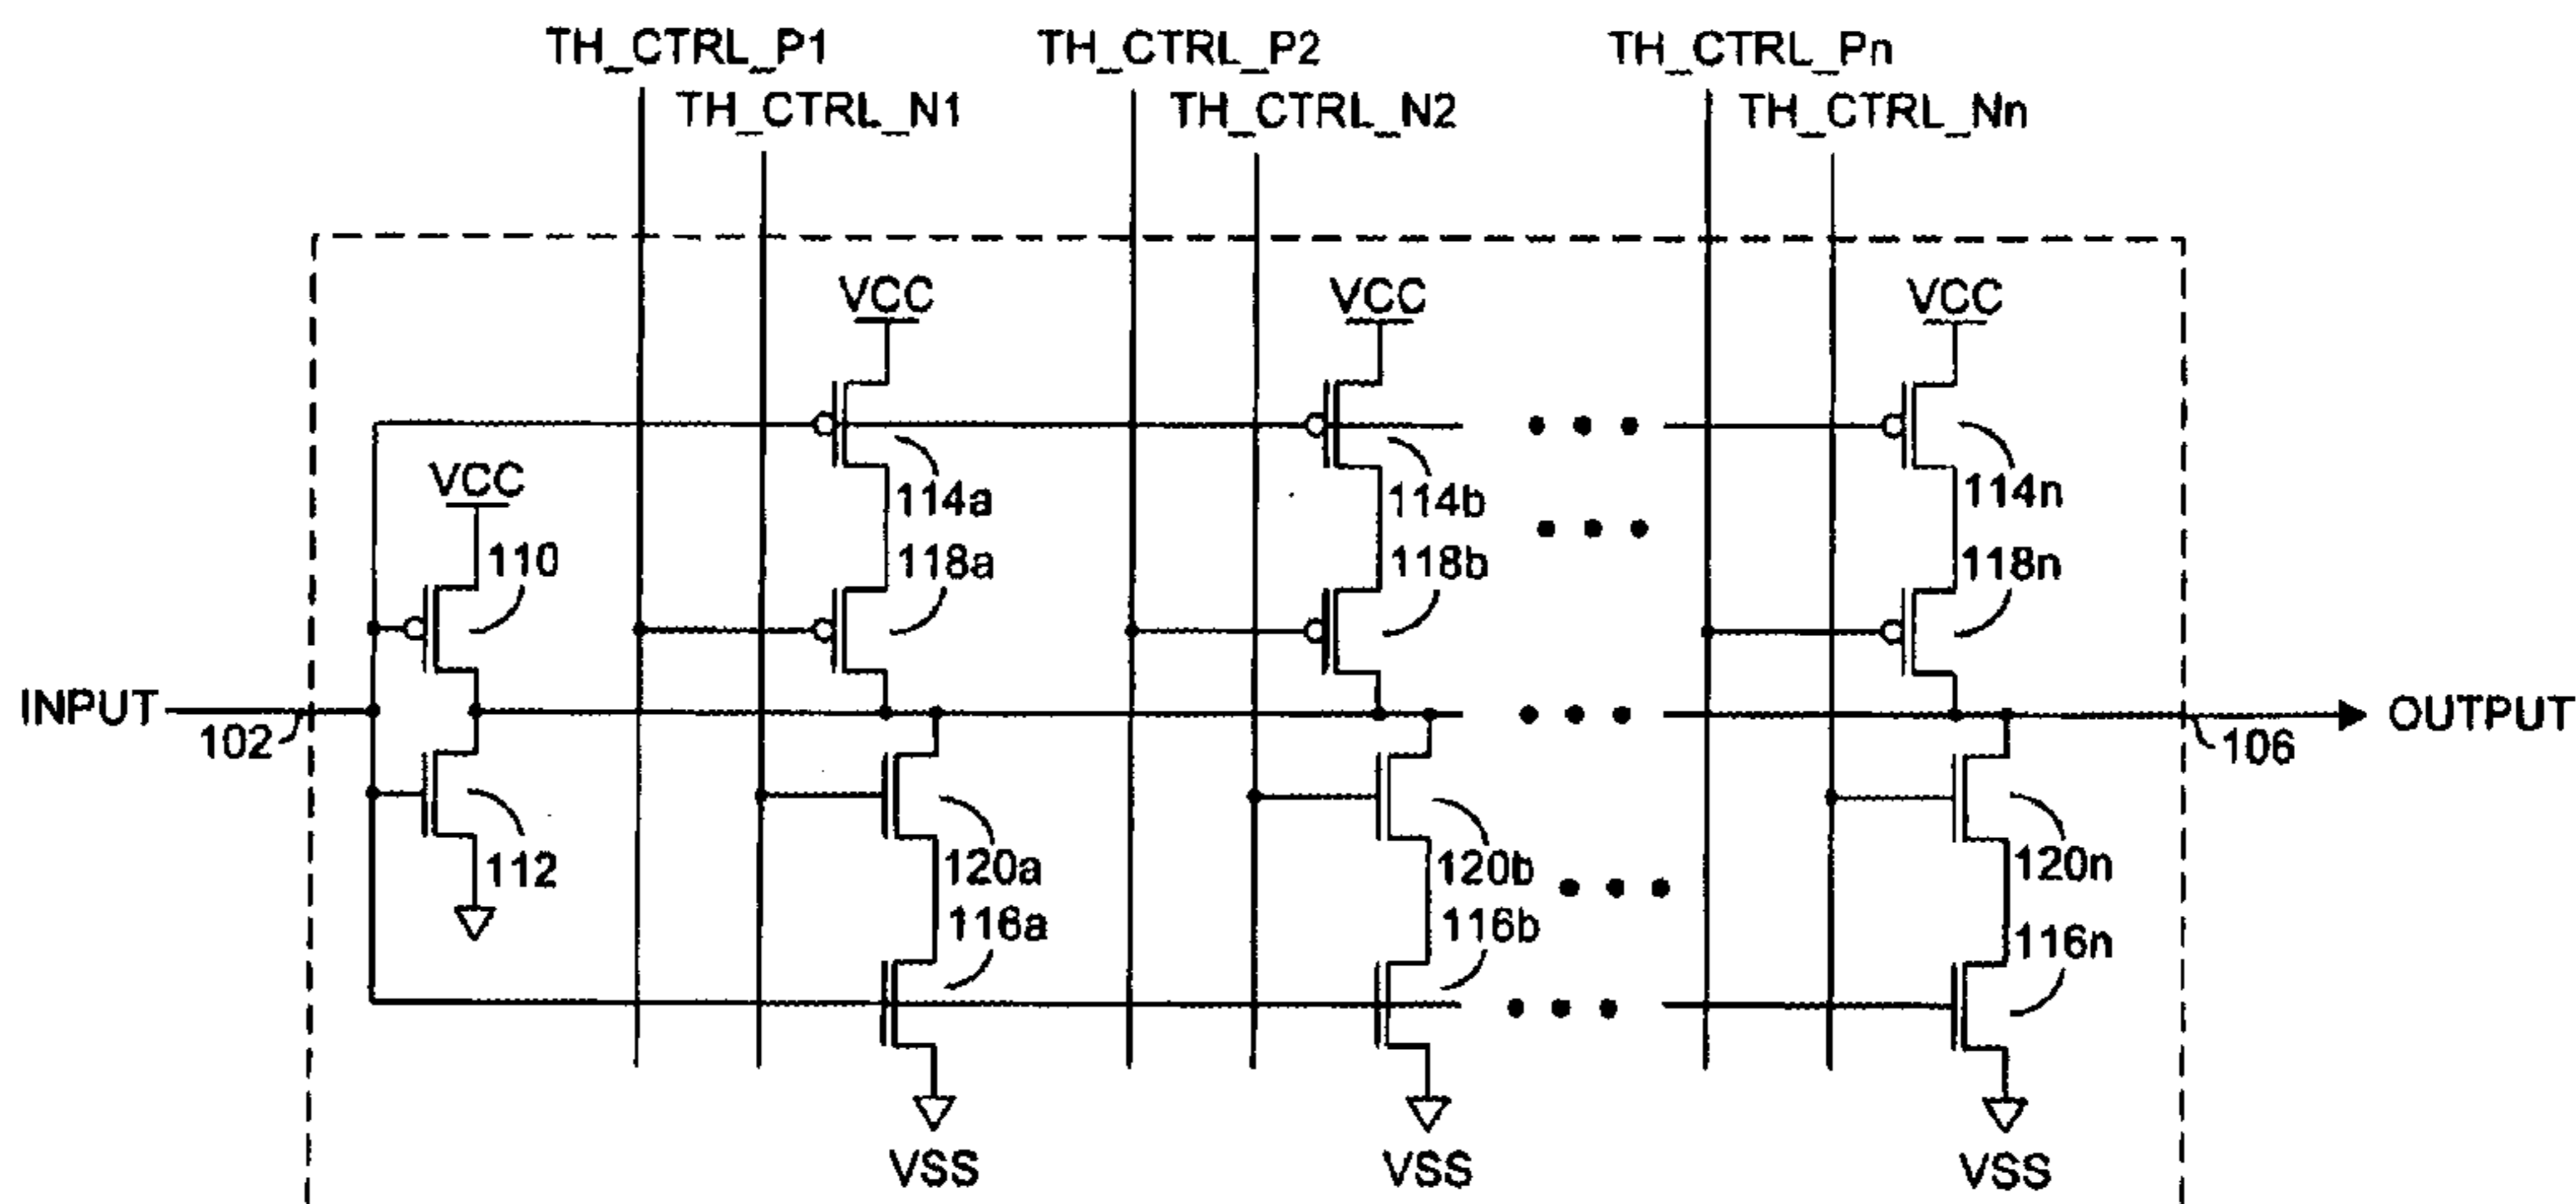 TH_CTRL_P1
TH_CTRL_P2
TH_CTRL_Pn
TH_CTRL_N1
TH_CTRL_N2
TH_CTRL_Nn
VCC
VCC
VCC
VCC
114a
114b
114n
110
118a
118b
118n
INPUT
102
OUTPUT
106
112
120a
120b
120n
116a
116b
116n
VSS
VSS
VSS